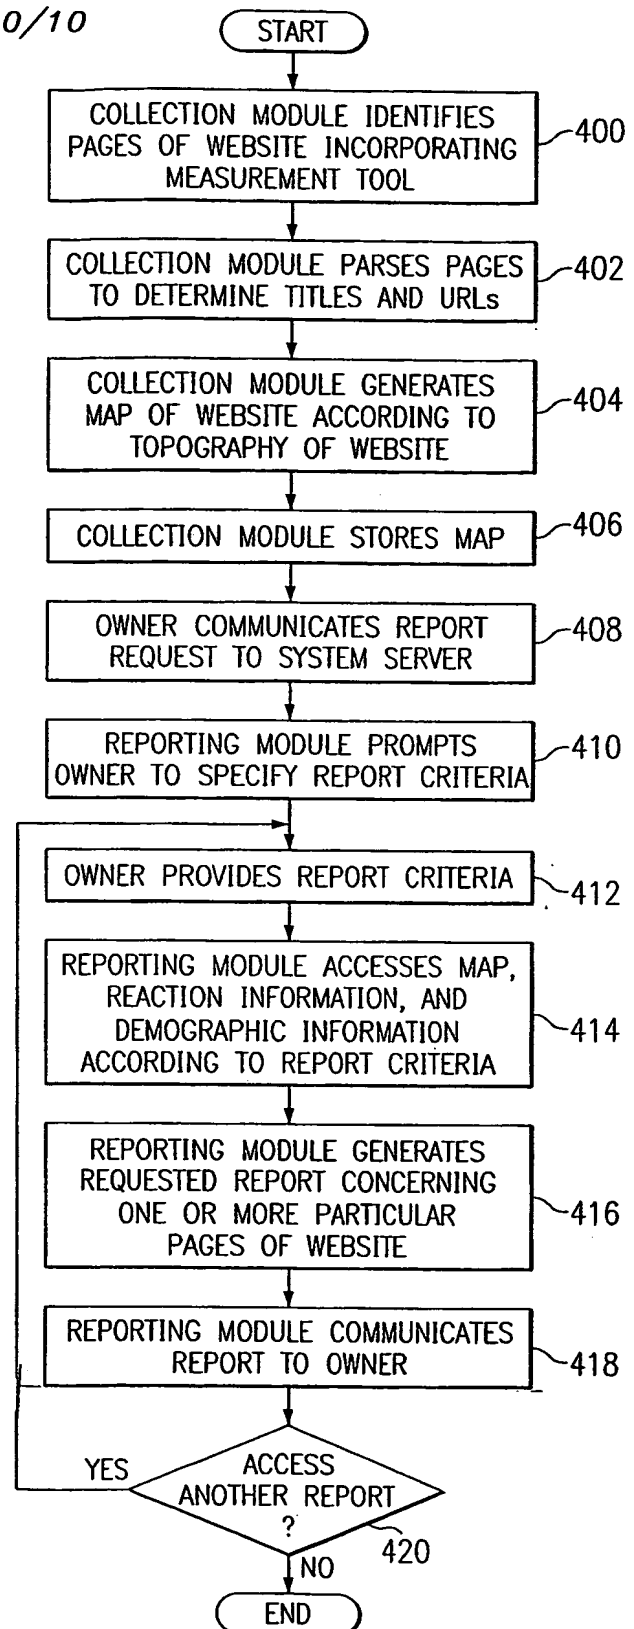 0/10
START
COLLECTION MODULE IDENTIFIES
PAGES OF WEBSITE INCORPORATING
MEASUREMENT TOOL
400
COLLECTION MODULE PARSES PAGES
TO DETERMINE TITLES AND URLs
402
COLLECTION MODULE GENERATES
MAP OF WEBSITE ACCORDING TO
TOPOGRAPHY OF WEBSITE
404
COLLECTION MODULE STORES MAP
406
OWNER COMMUNICATES REPORT
REQUEST TO SYSTEM SERVER
408
REPORTING MODULE PROMPTS
OWNER TO SPECIFY REPORT CRITERIA
410
OWNER PROVIDES REPORT CRITERIA
412
REPORTING MODULE ACCESSES MAP,
REACTION INFORMATION, AND
DEMOGRAPHIC INFORMATION
ACCORDING TO REPORT CRITERIA
414
REPORTING MODULE GENERATES
REQUESTED REPORT CONCERNING
ONE OR MORE PARTICULAR
PAGES OF WEBSITE
416
REPORTING MODULE COMMUNICATES
REPORT TO OWNER
418
YES
ACCESS
ANOTHER REPORT
?
420
NO
END